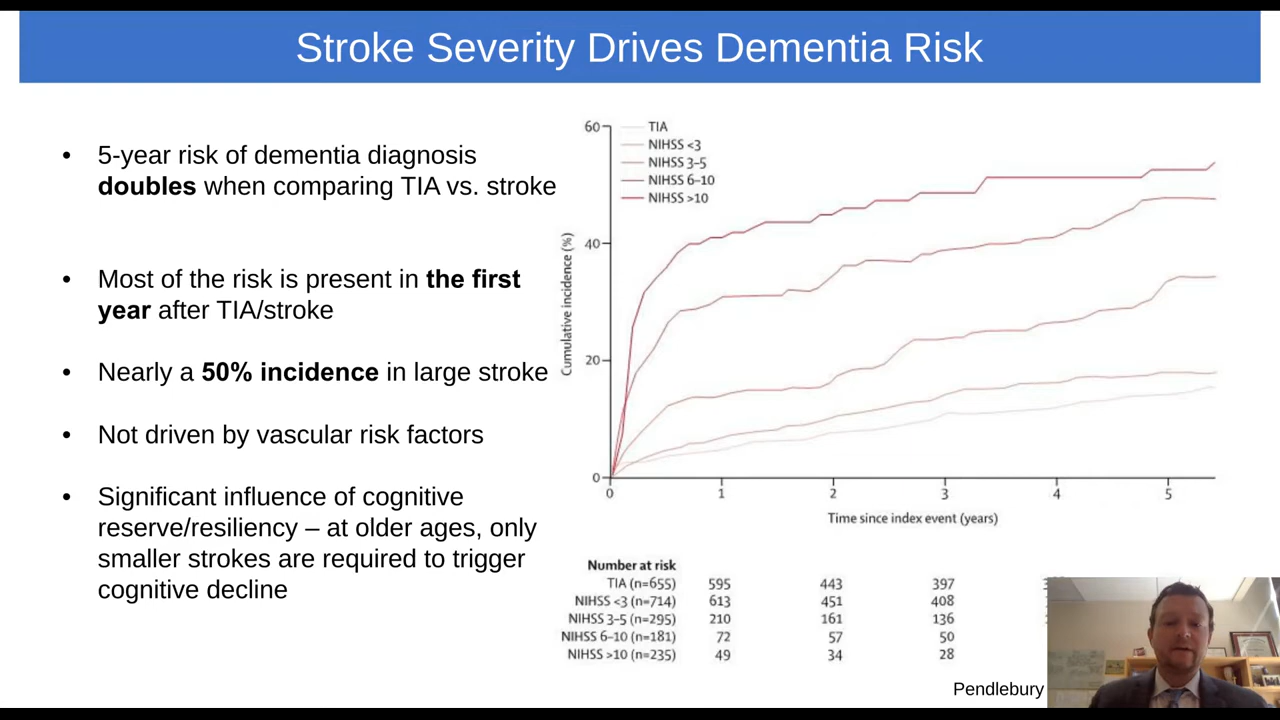 Stroke Severity Drives Dementia Risk
• 5-year risk of dementia diagnosis
doubles when comparing TIA vs. stroke
• Most of the risk is present in the first
year after TIA/stroke
• Nearly a 50% incidence in large stroke
• Not driven by vascular risk factors
• Significant influence of cognitive
reserve/resiliency – at older ages, only
smaller strokes are required to trigger
cognitive decline
TIA
NIHSS <3
NIHSS 3–5
NIHSS 6–10
NIHSS >10
Cumulative incidence (%)
60
40
20
0
0 1 2 3 4 5
Time since index event (years)
Number at risk
TIA (n=655) 595 443 397
NIHSS <3 (n=714) 613 451 408
NIHSS 3–5 (n=295) 210 161 136
NIHSS 6–10 (n=181) 72 57 50
NIHSS >10 (n=235) 49 34 28
Pendlebury